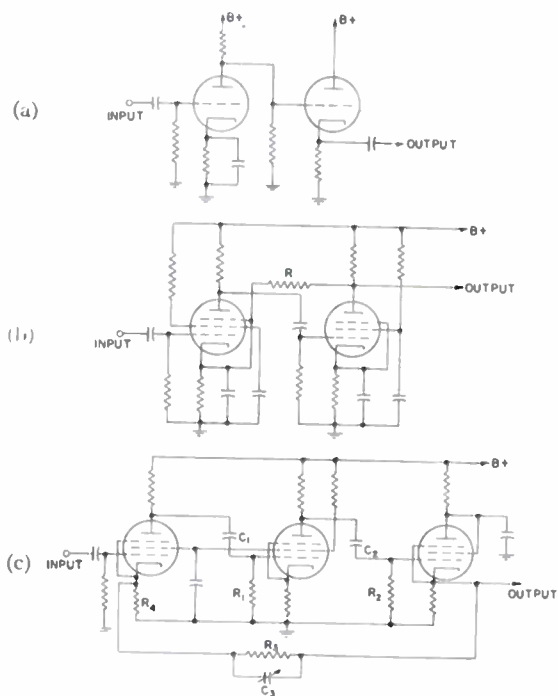 (a)
B+
B+
INPUT
OUTPUT
(b)
B+
R
OUTPUT
INPUT
(c)
B+
C1
C2
INPUT
R4
R1
R2
OUTPUT
R3
C3